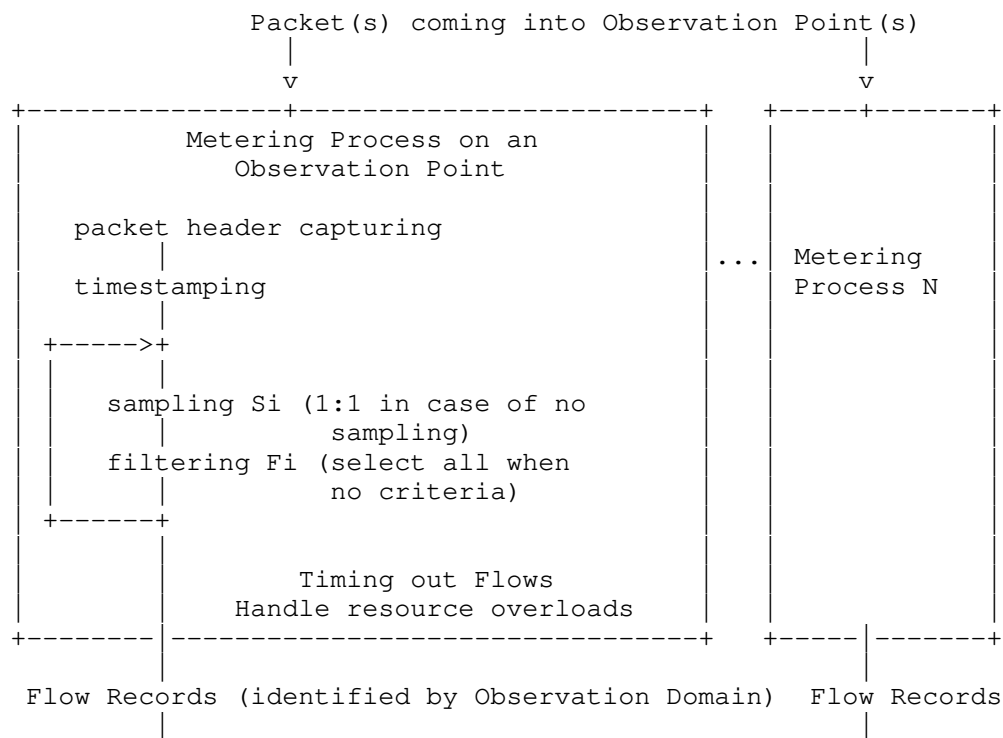 Packet(s) coming into Observation Point(s)
Metering Process on an
Observation Point
packet header capturing
... Metering
timestamping Process N
sampling Si (1:1 in case of no
sampling)
filtering Fi (select all when
no criteria)
Timing out Flows
Handle resource overloads
Flow Records (identified by Observation Domain) Flow Records